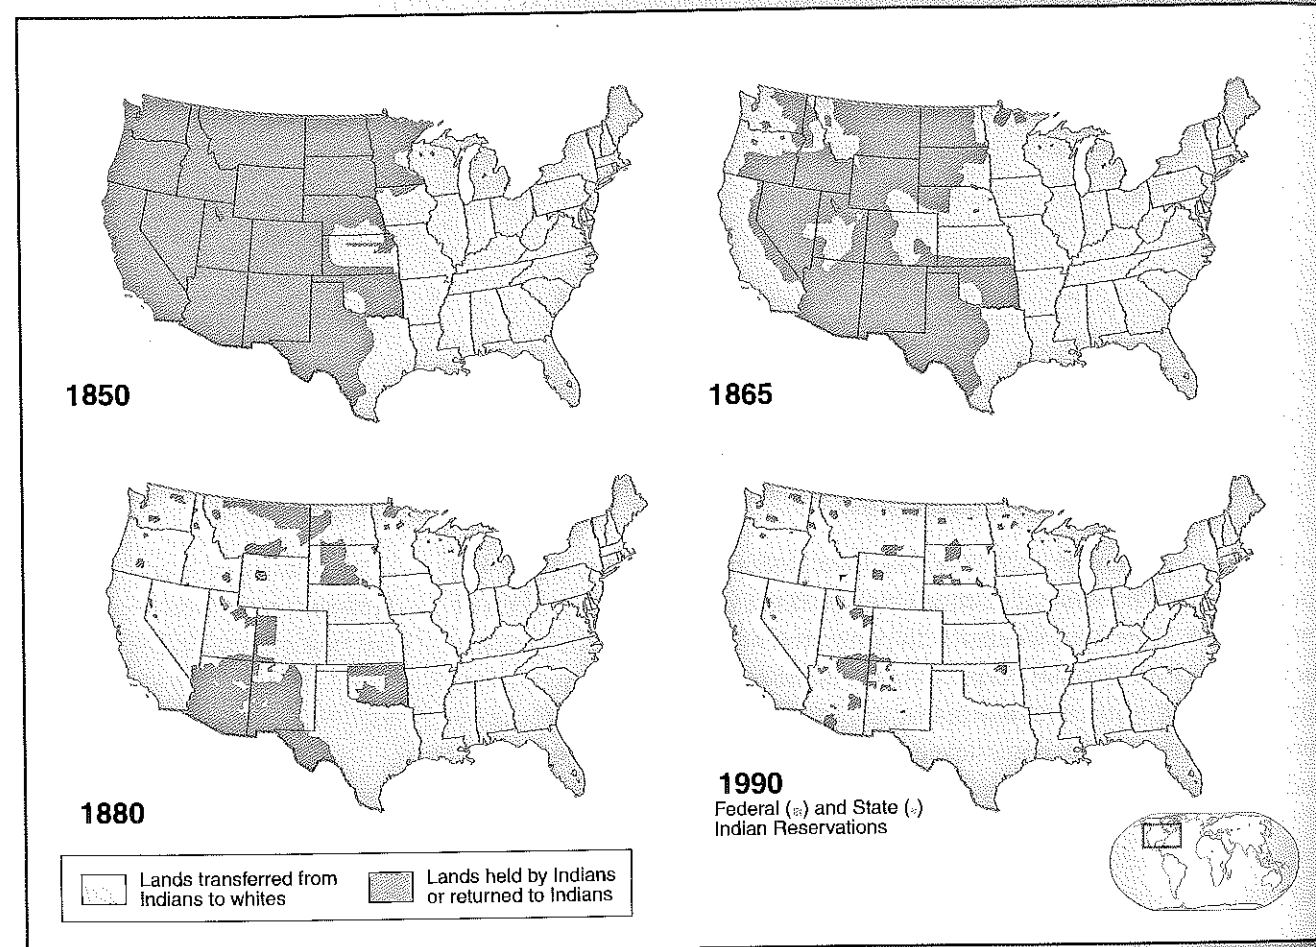 1850
1865
1880
1990
Federal ( ) and State ( )
Indian Reservations
Lands transferred from
Indians to whites
Lands held by Indians
or returned to Indians